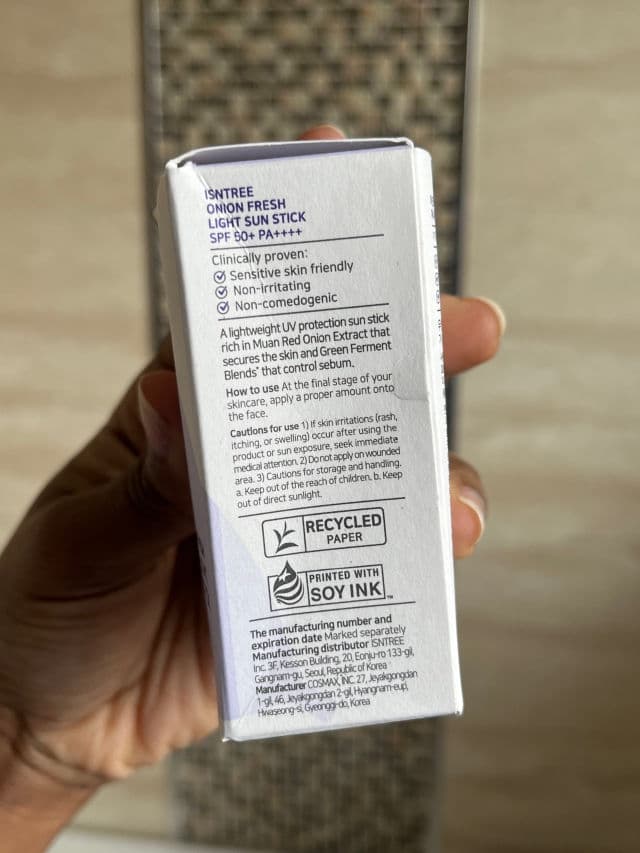 ISNTREE
ONION FRESH
LIGHT SUN STICK
SPF 50+ PA++++
Clinically proven:
Sensitive skin friendly
Non-irritating
Non-comedogenic
A lightweight UV protection sun stick
rich in Muan Red Onion Extract that
secures the skin and Green Ferment
Blends* that control sebum.
How to use At the final stage of your
skincare, apply a proper amount onto
the face.
Cautions for use 1) If skin irritations (rash,
itching, or swelling) occur after using the
product or sun exposure, seek immediate
medical attention. 2) Do not apply on wounded
area. 3) Cautions for storage and handling.
a. Keep out of the reach of children. b. Keep
out of direct sunlight.
RECYCLED
PAPER
PRINTED WITH
SOY INK™
The manufacturing number and
expiration date Marked separately
Manufacturing distributor ISNTREE
Inc. 3F, Kesson Building, 20, Eonju-ro 133-gil,
Gangnam-gu, Seoul, Republic of Korea
Manufacturer COSMAX, INC. 27, Jeyakgongdan
1-gil, 46, Jeyakgongdan 2-gil, Hyangnam-eup,
Hwaseong-si, Gyeonggi-do, Korea